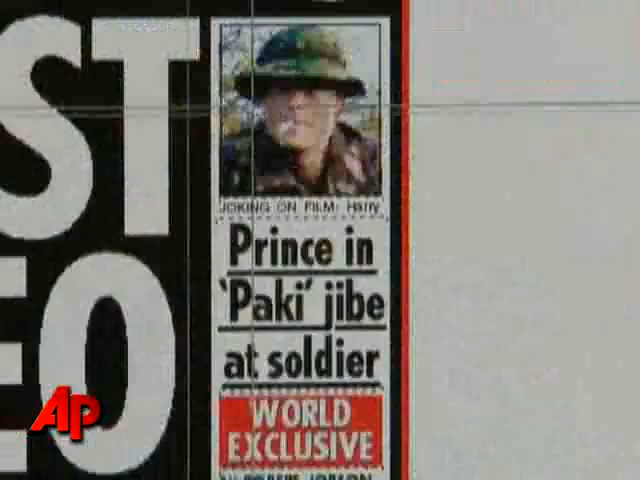 ST
EO
JOKING ON FILM: Harry
Prince in
'Paki' jibe
at soldier
WORLD
EXCLUSIVE
AP